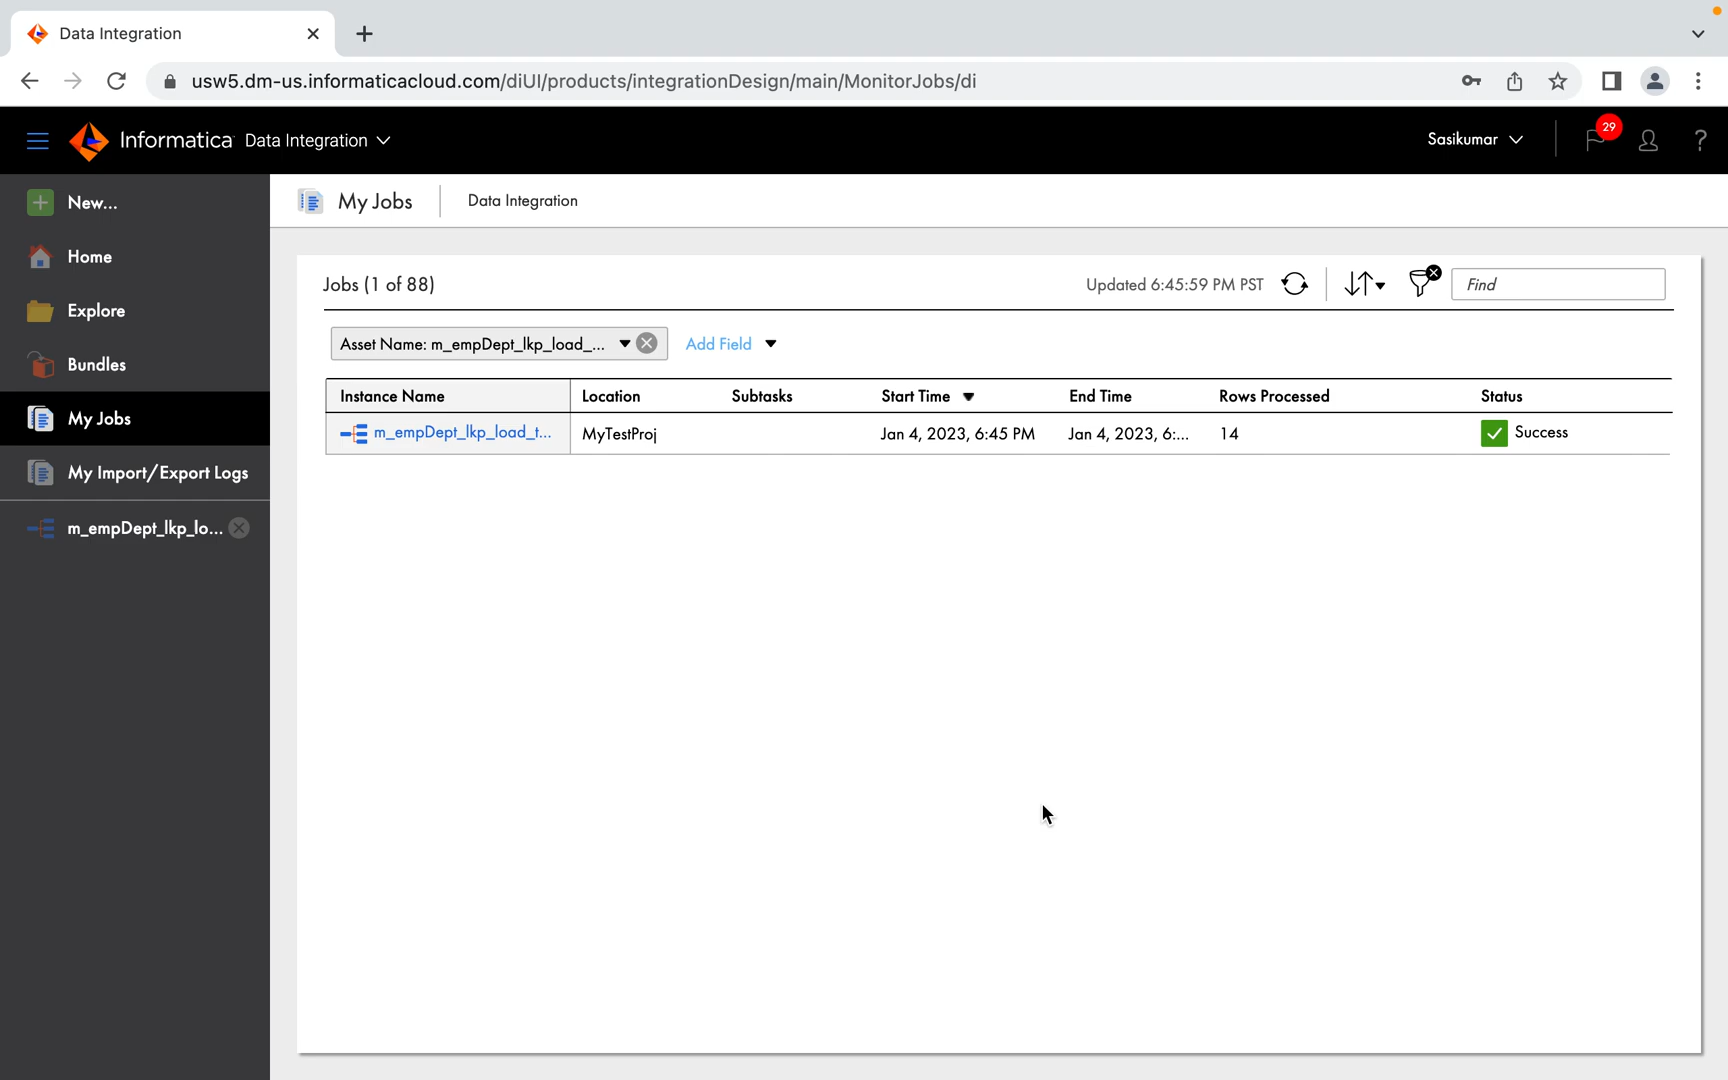 Data Integration
usw5.dm-us.informaticacloud.com/diUI/products/integrationDesign/main/MonitorJobs/di
Informatica Data Integration Sasikumar 29 ?
New...
Home
Explore
Bundles
My Jobs
My Import/Export Logs
m_empDept_lkp_lo...
My Jobs Data Integration
Jobs (1 of 88) Updated 6:45:59 PM PST Find
Asset Name: m_empDept_lkp_load_... Add Field
Instance Name Location Subtasks Start Time End Time Rows Processed Status
m_empDept_lkp_load_t... MyTestProj Jan 4, 2023, 6:45 PM Jan 4, 2023, 6:... 14 Success